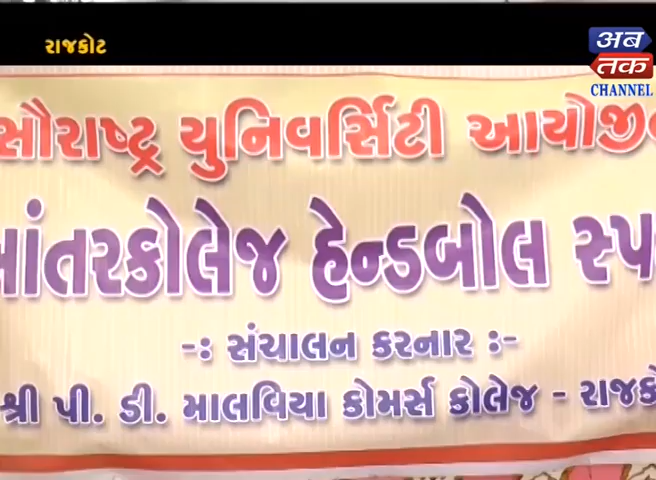 રાજકોટ
અબ તક
CHANNEL
સૌરાષ્ટ્ર યુનિવર્સિટી આયોજીત
આંતરકોલેજ હેન્ડબોલ સ્પ
-: સંચાલન કરનાર :-
શ્રી પી. ડી. માલવિયા કોમર્સ કોલેજ - રાજકો